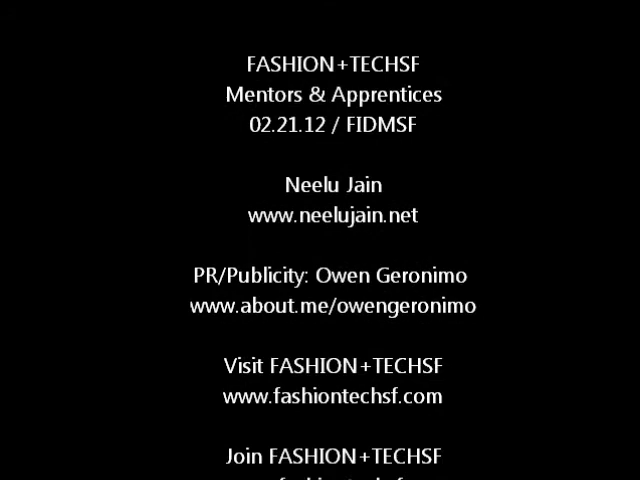 FASHION+TECHSF
Mentors & Apprentices
02.21.12 / FIDMSF
Neelu Jain
www.neelujain.net
PR/Publicity: Owen Geronimo
www.about.me/owengeronimo
Visit FASHION+TECHSF
www.fashiontechsf.com
Join FASHION+TECHSF